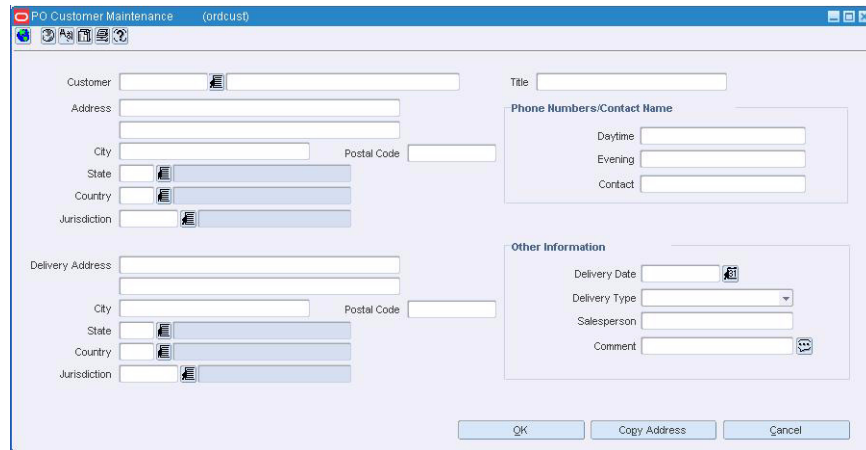 PO Customer Maintenance (ordcust)
Customer
Title
Address
Phone Numbers/Contact Name
Daytime
City
Postal Code
Evening
State
Country
Contact
Jurisdiction
Other Information
Delivery Address
Delivery Date
Delivery Type
City
Postal Code
Salesperson
State
Country
Comment
Jurisdiction
OK
Copy Address
Cancel